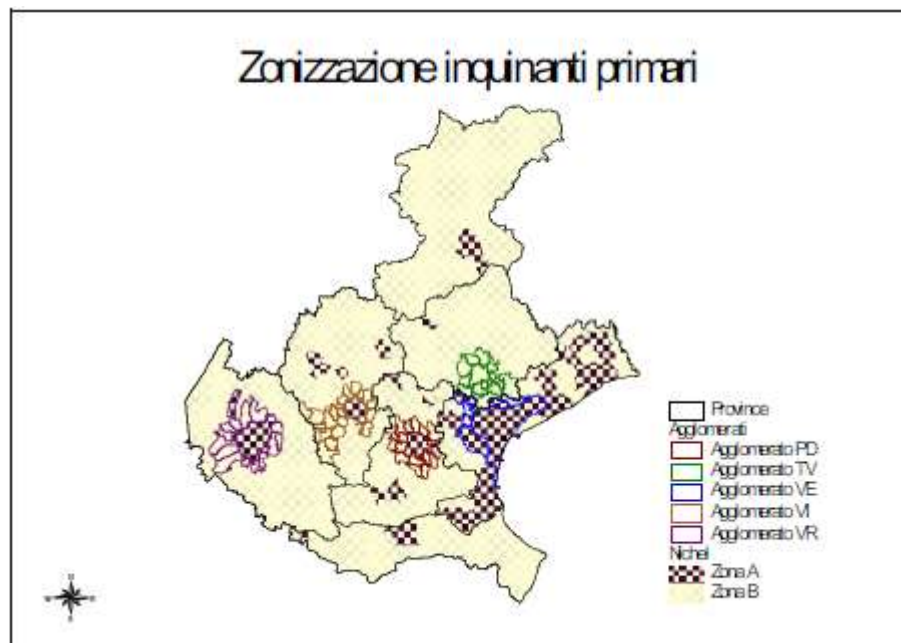 Zonizzazione inquinanti primari
Province
Agglomerati
Agglomerato PD
Agglomerato TV
Agglomerato VE
Agglomerato VI
Agglomerato VR
Nichel
Zona A
Zona B